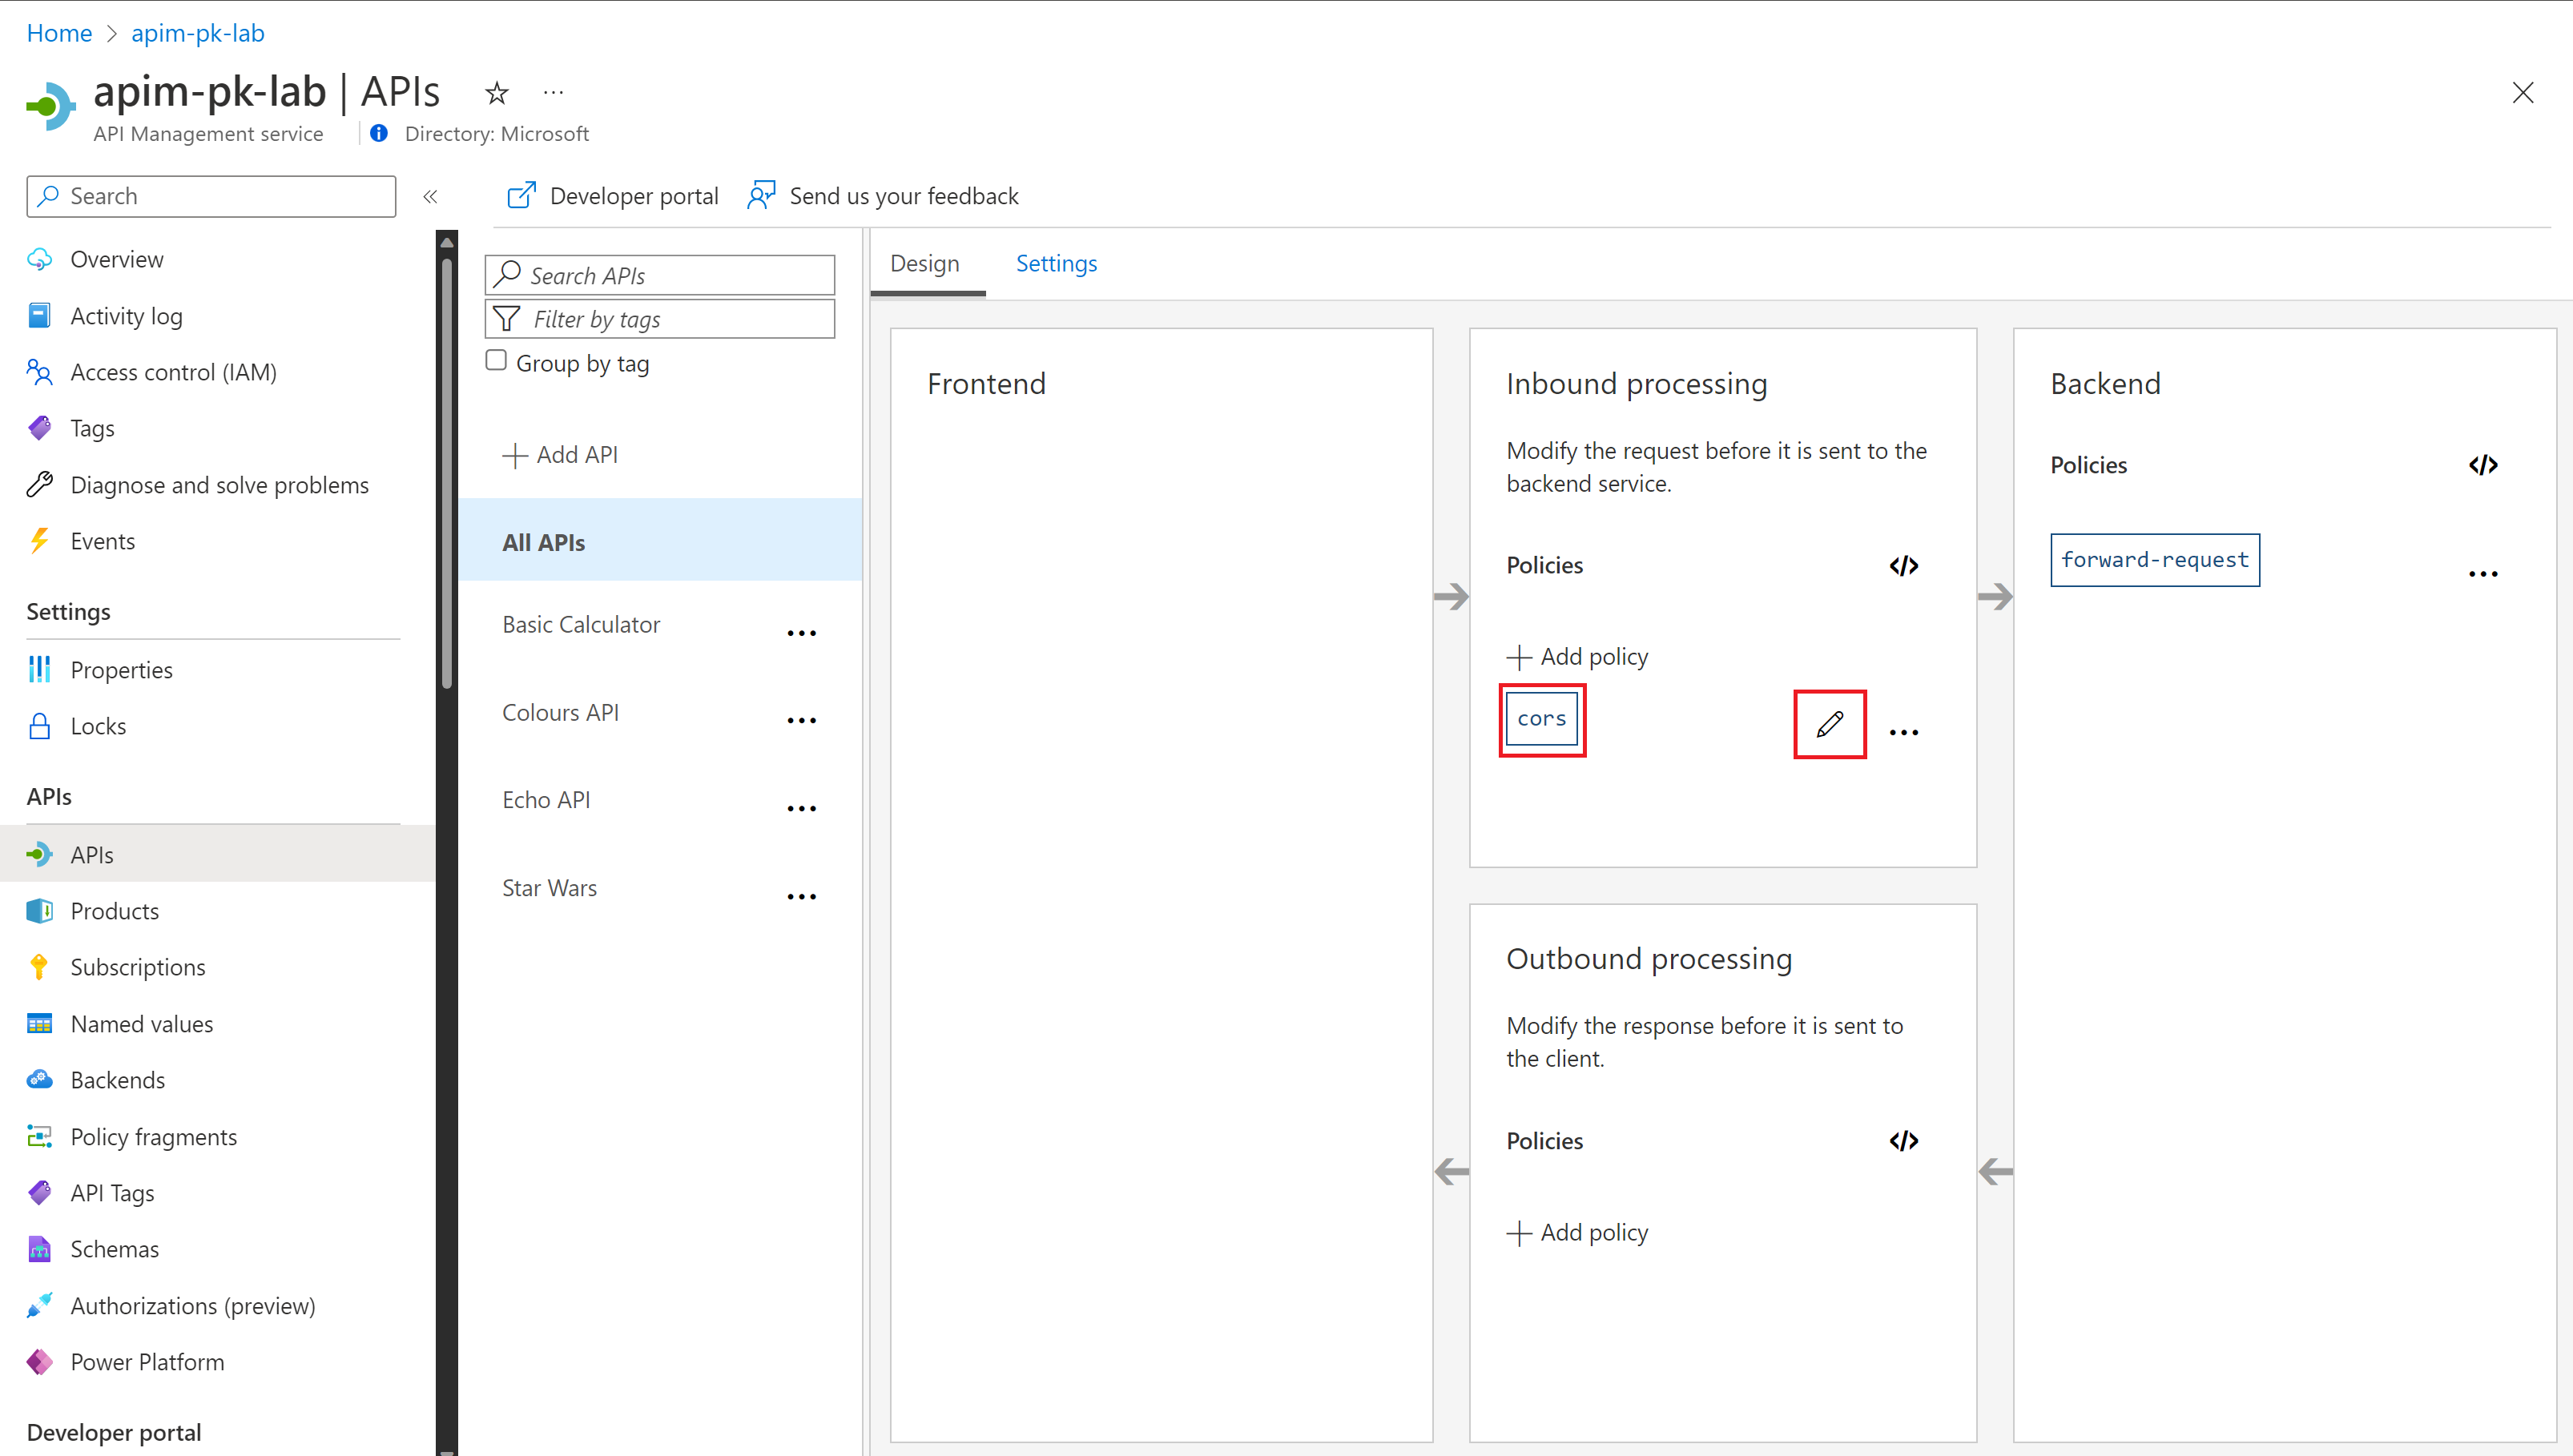 Home > apim-pk-lab
apim-pk-lab | APIs ...
API Management service
Directory: Microsoft
Search
«
Overview
Activity log
Access control (IAM)
Tags
Diagnose and solve problems
Events
Settings
Properties
Locks
APIs
APIs
Products
Subscriptions
Named values
Backends
Policy fragments
API Tags
Schemas
Authorizations (preview)
Power Platform
Developer portal
Developer portal
Send us your feedback
Search APIs
Filter by tags
Group by tag
+ Add API
All APIs
Basic Calculator ...
Colours API ...
Echo API ...
Star Wars ...
Design
Settings
Frontend
Inbound processing
Modify the request before it is sent to the
backend service.
Policies </>
+ Add policy
cors ...
Outbound processing
Modify the response before it is sent to
the client.
Policies </>
+ Add policy
Backend
Policies </>
forward-request ...